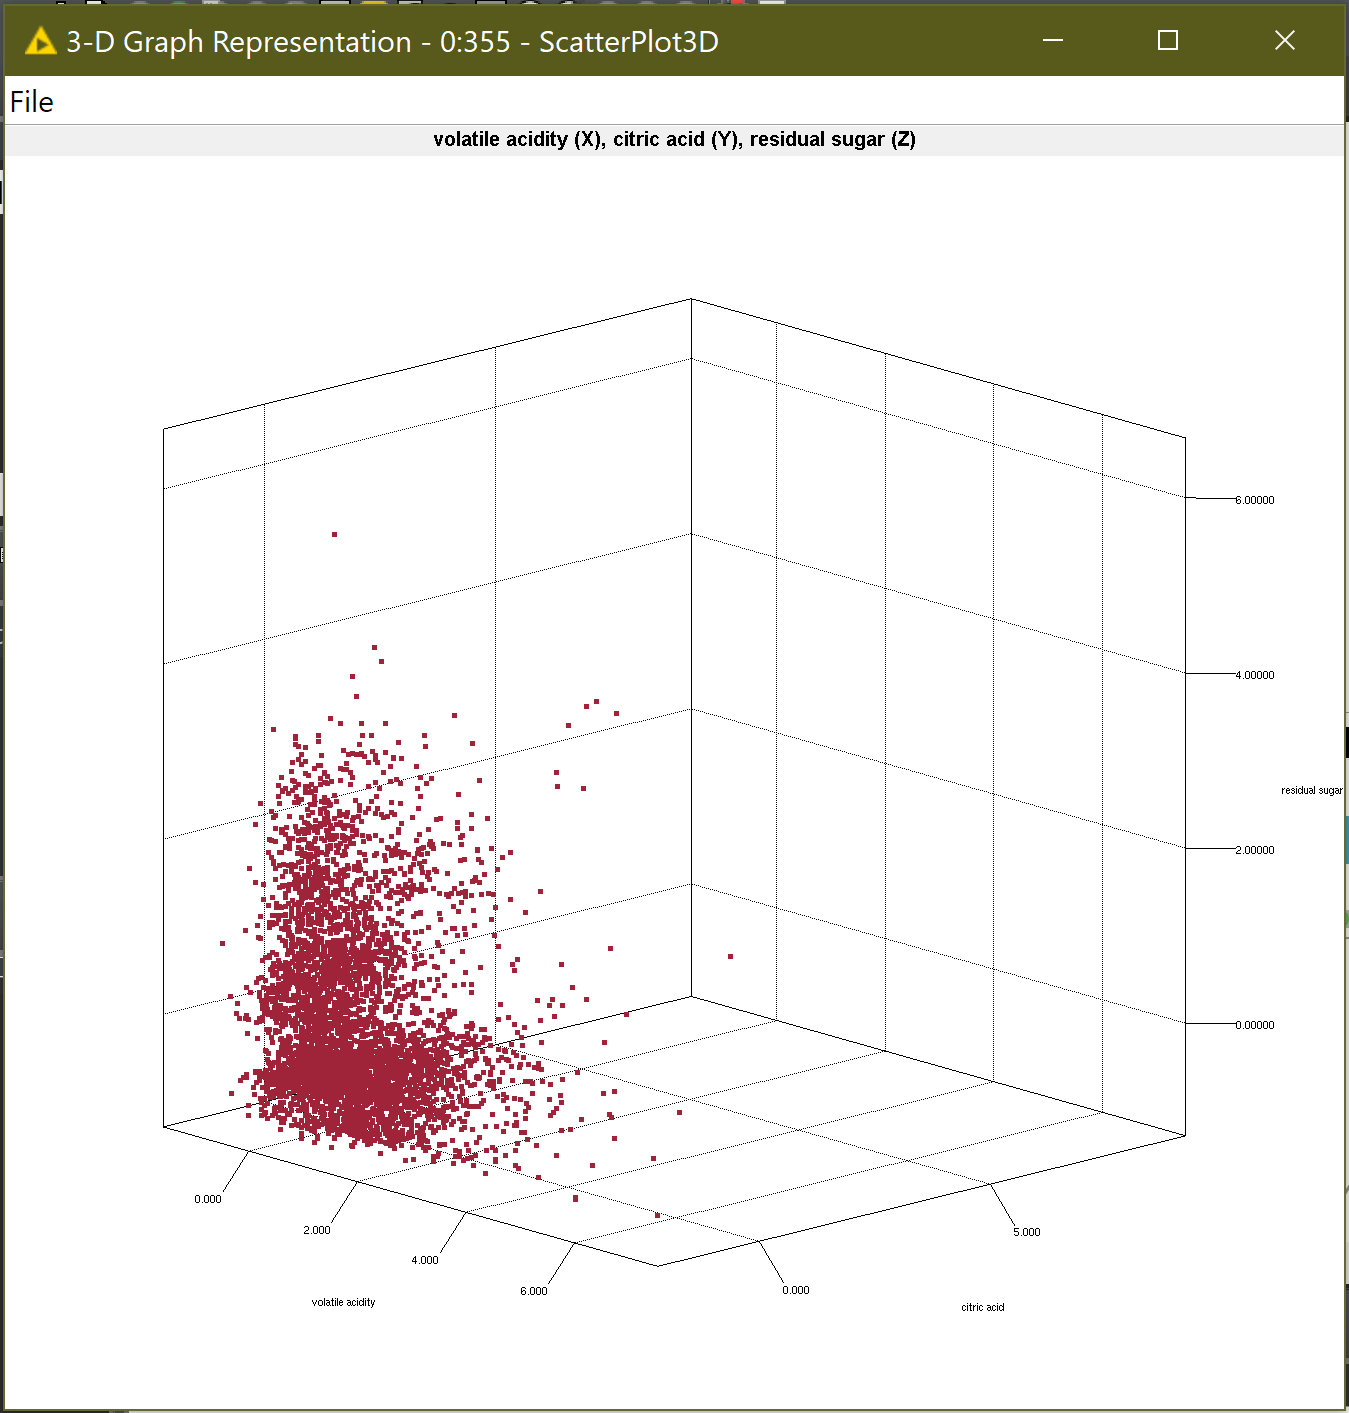 3-D Graph Representation - 0:355 - ScatterPlot3D
File
volatile acidity (X), citric acid (Y), residual sugar (Z)
6.00000
4.00000
residual sugar
2.00000
0.00000
0.000
2.000
4.000
6.000
volatile acidity
0.000
5.000
citric acid